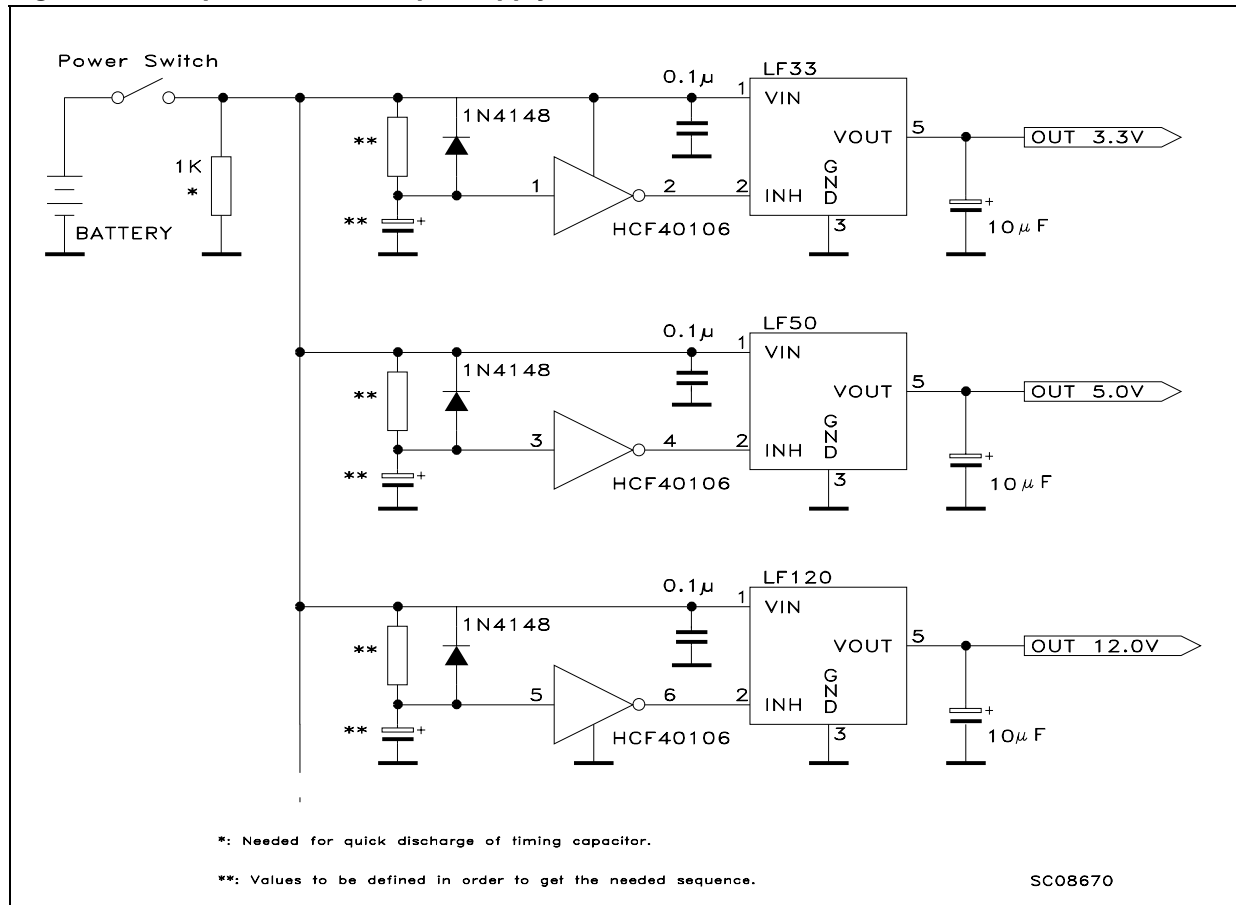 Power Switch
1K
*
BATTERY
**
**
1N4148
1
2
HCF40106
0.1μ
LF33
1
VIN
2
INH
VOUT
GND
3
5
OUT 3.3V
+
+
10μF
**
**
1N4148
3
4
HCF40106
0.1μ
LF50
1
VIN
2
INH
VOUT
GND
3
5
OUT 5.0V
+
+
10μF
**
**
1N4148
5
6
HCF40106
0.1μ
LF120
1
VIN
2
INH
VOUT
GND
3
5
OUT 12.0V
+
+
10μF
*: Needed for quick discharge of timing capacitor.
**: Values to be defined in order to get the needed sequence.
SC08670